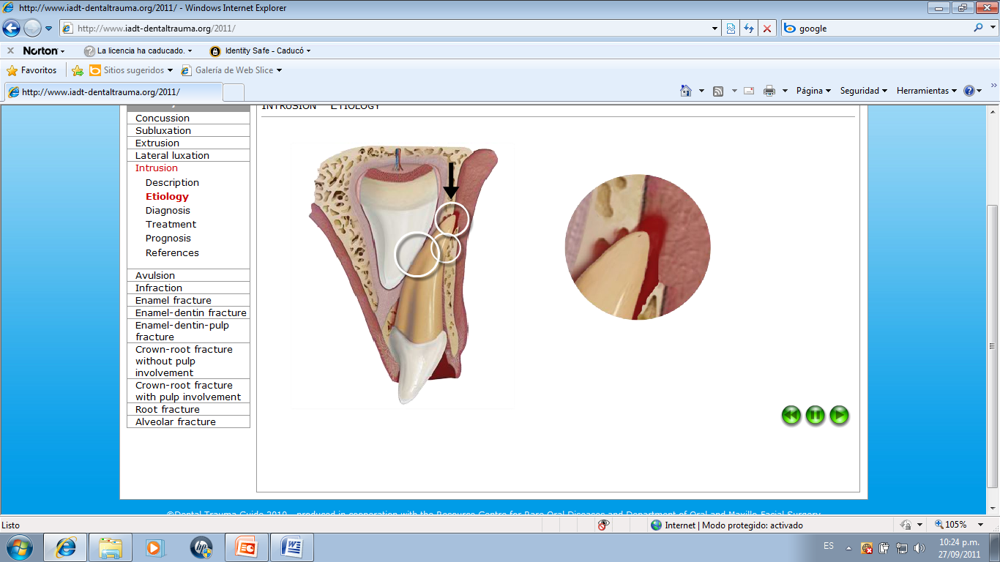 http://www.iadt-dentaltrauma.org/2011/ - Windows Internet Explorer
http://www.iadt-dentaltrauma.org/2011/
google
X Norton
La licencia ha caducado.
Identity Safe - Caducó
Favoritos
Sitios sugeridos
Galería de Web Slice
http://www.iadt-dentaltrauma.org/2011/
Página
Seguridad
Herramientas
INTRUSION ETIOLOGY
Concussion
Subluxation
Extrusion
Lateral luxation
Intrusion
Description
Etiology
Diagnosis
Treatment
Prognosis
References
Avulsion
Infraction
Enamel fracture
Enamel-dentin fracture
Enamel-dentin-pulp
fracture
Crown-root fracture
without pulp
involvement
Crown-root fracture
with pulp involvement
Root fracture
Alveolar fracture
©Dental Trauma Guide 2010 - produced in cooperation with the Resource Centre for Rare Oral Diseases and Department of Oral and Maxillo-Facial Surgery
Listo
Internet | Modo protegido: activado
105%
ES
10:24 p.m.
27/09/2011